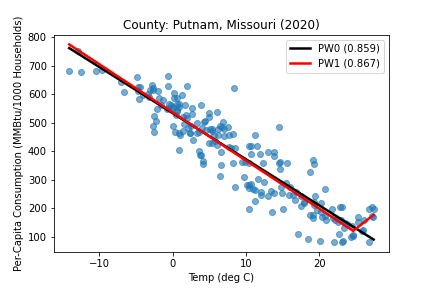 County: Putnam, Missouri (2020)
Per-Capita Consumption (MMBtu/1000 Households)
800
700
600
500
400
300
200
100
PW0 (0.859)
PW1 (0.867)
−10
0
10
20
Temp (deg C)